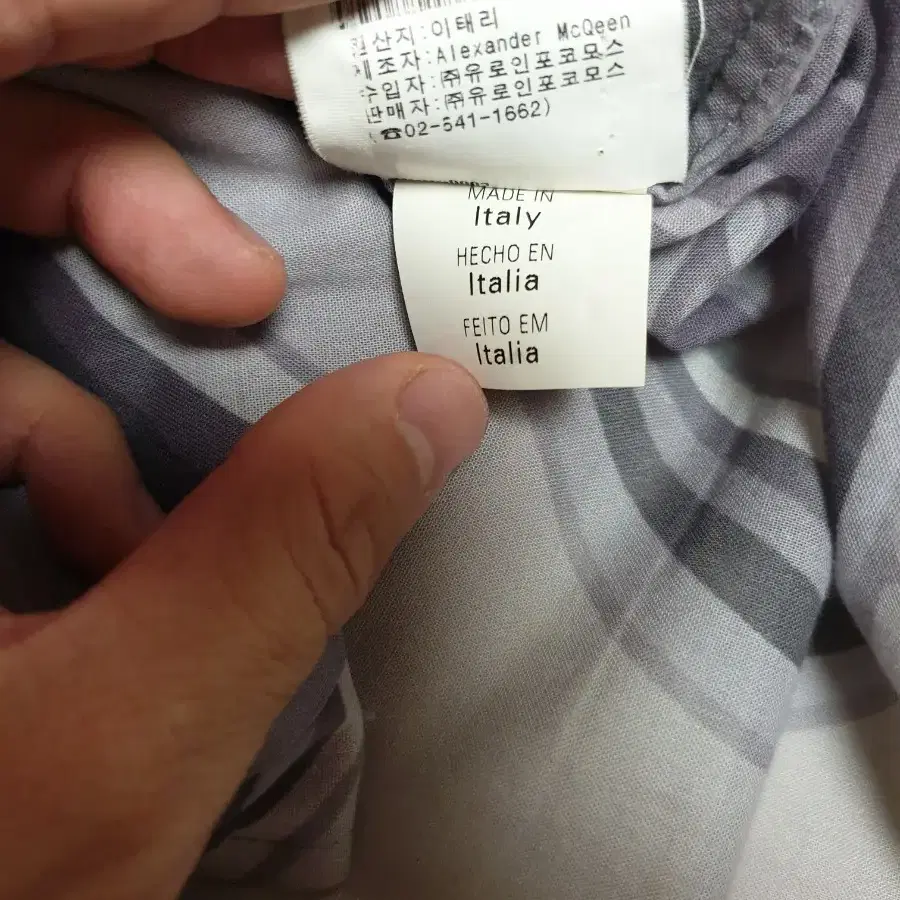 산지:이태리
제조자:Alexander McQeen
수입자:㈜유로인포코모스
판매자:㈜유로인포코모스
(☎02-541-1662)
MADE IN
Italy
HECHO EN
Italia
FEITO EM
Italia